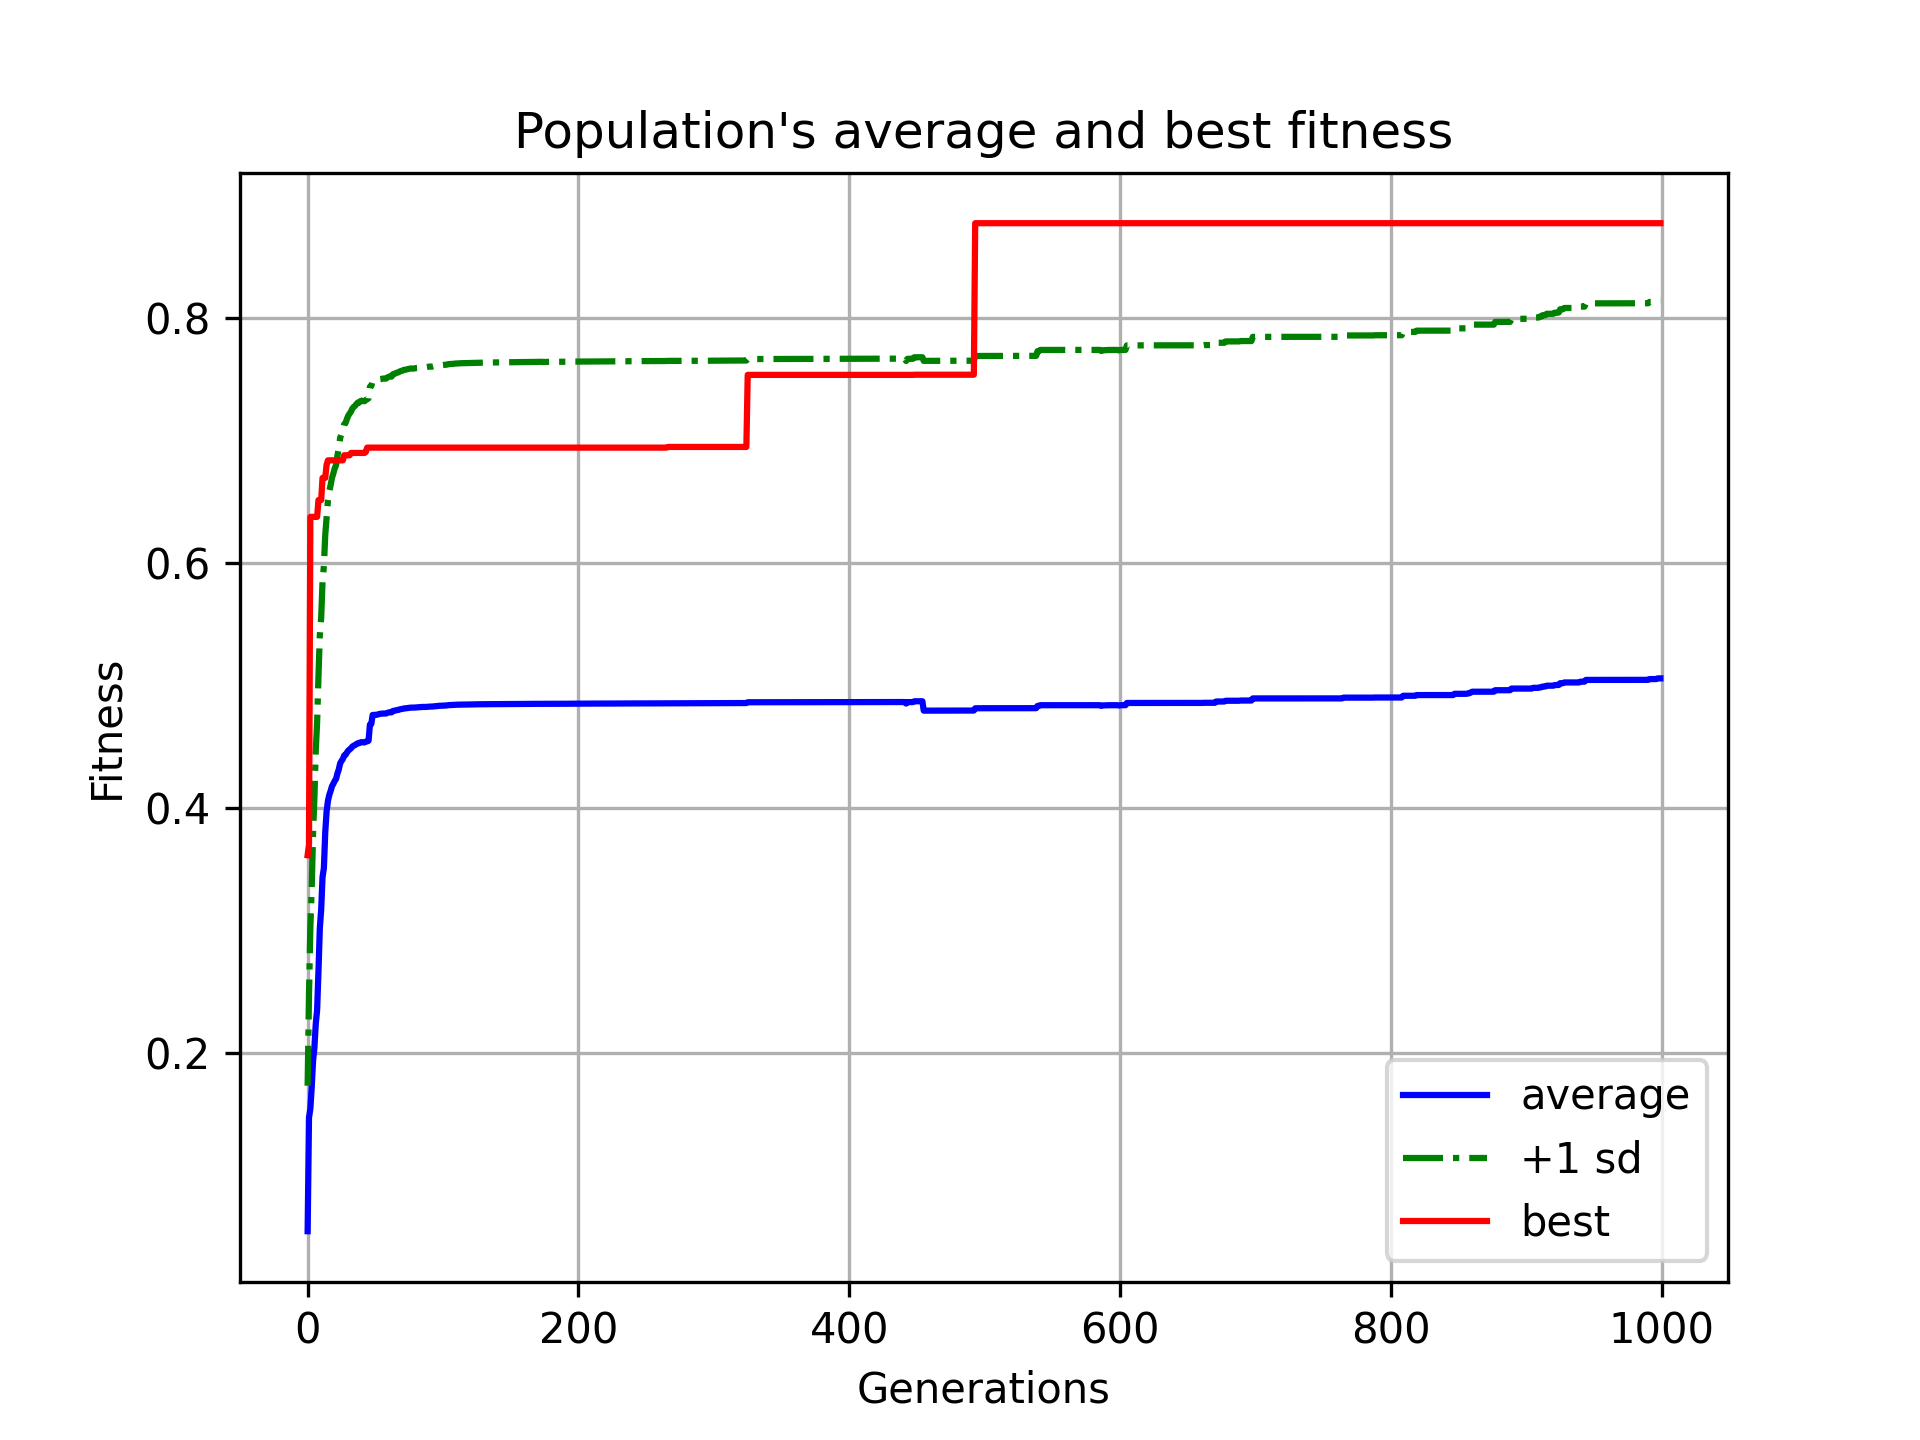 Population's average and best fitness
0.8
0.6
0.4
0.2
Fitness
0 200 400 600 800 1000
Generations
average
+1 sd
best